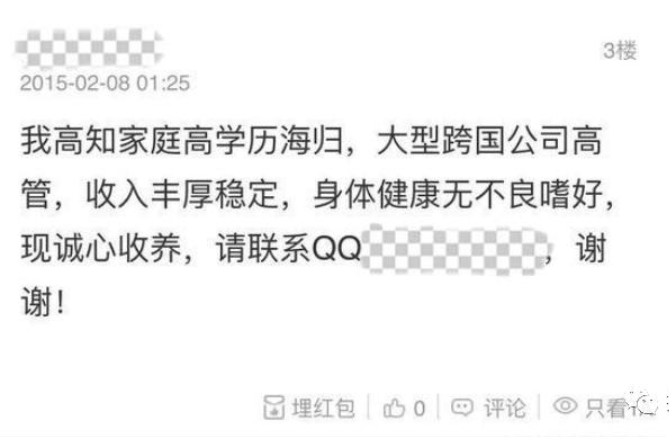 3楼
2015-02-08 01:25
我高知家庭高学历海归，大型跨国公司高
管，收入丰厚稳定，身体健康无不良嗜好，
现诚心收养，请联系QQ ，谢
谢！
埋红包 0 评论 只看